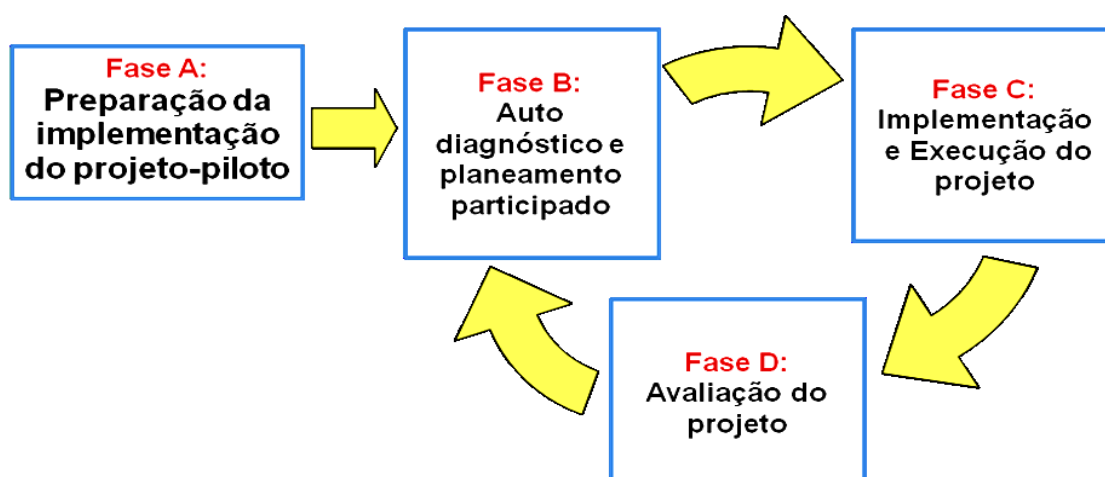 Fase A:
Preparação da
implementação
do projeto-piloto
Fase B:
Auto
diagnóstico e
planeamento
participado
Fase C:
Implementação
e Execução do
projeto
Fase D:
Avaliação do
projeto